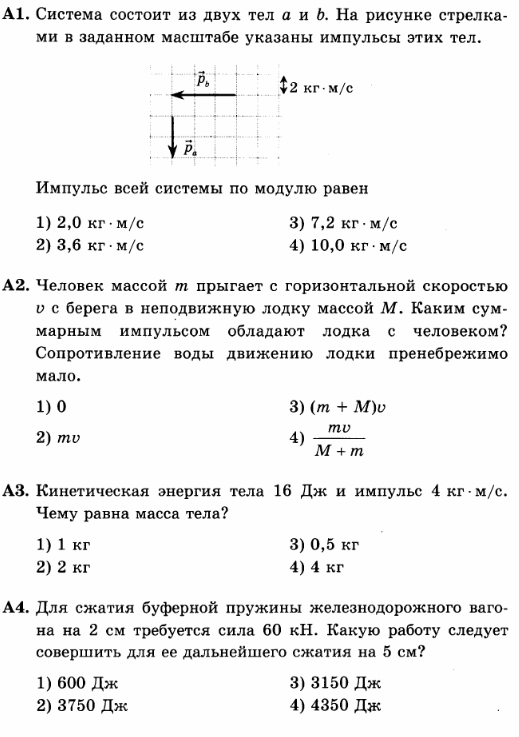 А1. Система состоит из двух тел a и b. На рисунке стрелка-
ми в заданном масштабе указаны импульсы этих тел.
p⃗b
2 кг·м/с
p⃗a
Импульс всей системы по модулю равен
1) 2,0 кг·м/с 3) 7,2 кг·м/с
2) 3,6 кг·м/с 4) 10,0 кг·м/с
А2. Человек массой m прыгает с горизонтальной скоростью
v с берега в неподвижную лодку массой M. Каким сум-
марным импульсом обладают лодка с человеком?
Сопротивление воды движению лодки пренебрежимо
мало.
1) 0 3) (m + M)v
2) mv 4) mv / (M + m)
А3. Кинетическая энергия тела 16 Дж и импульс 4 кг·м/с.
Чему равна масса тела?
1) 1 кг 3) 0,5 кг
2) 2 кг 4) 4 кг
А4. Для сжатия буферной пружины железнодорожного ваго-
на на 2 см требуется сила 60 кН. Какую работу следует
совершить для ее дальнейшего сжатия на 5 см?
1) 600 Дж 3) 3150 Дж
2) 3750 Дж 4) 4350 Дж